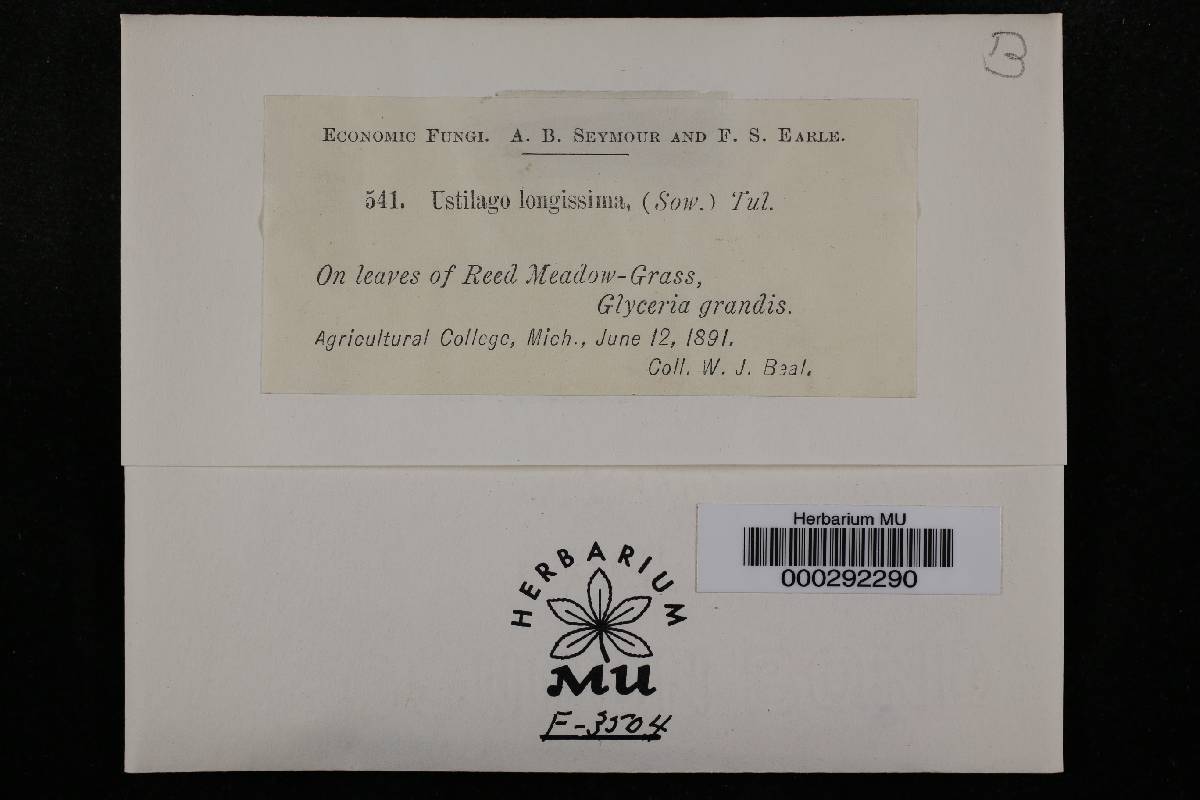 B
ECONOMIC FUNGI. A. B. SEYMOUR AND F. S. EARLE.
541. Ustilago longissima, (Sow.) Tul.
On leaves of Reed Meadow-Grass,
Glyceria grandis.
Agricultural College, Mich., June 12, 1891.
Coll. W. J. Beal.
Herbarium MU
000292290
HERBARIUM
MU
F-3504